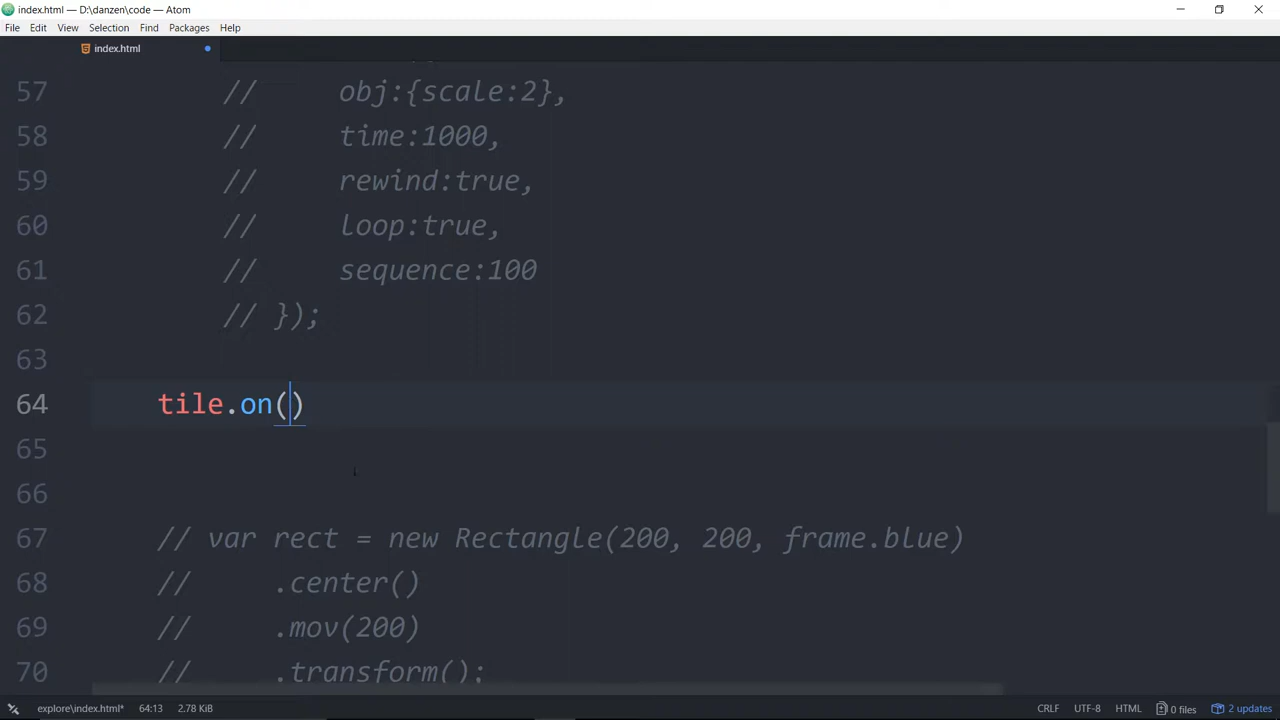 index.html — D:\danzen\code — Atom
File Edit View Selection Find Packages Help
index.html
57 // obj:{scale:2},
58 // time:1000,
59 // rewind:true,
60 // loop:true,
61 // sequence:100
62 // });
63
64 tile.on()
65
66
67 // var rect = new Rectangle(200, 200, frame.blue)
68 // .center()
69 // .mov(200)
70 // .transform();
explore\index.html* 64:13 2.78 KiB CRLF UTF-8 HTML 0 files 2 updates